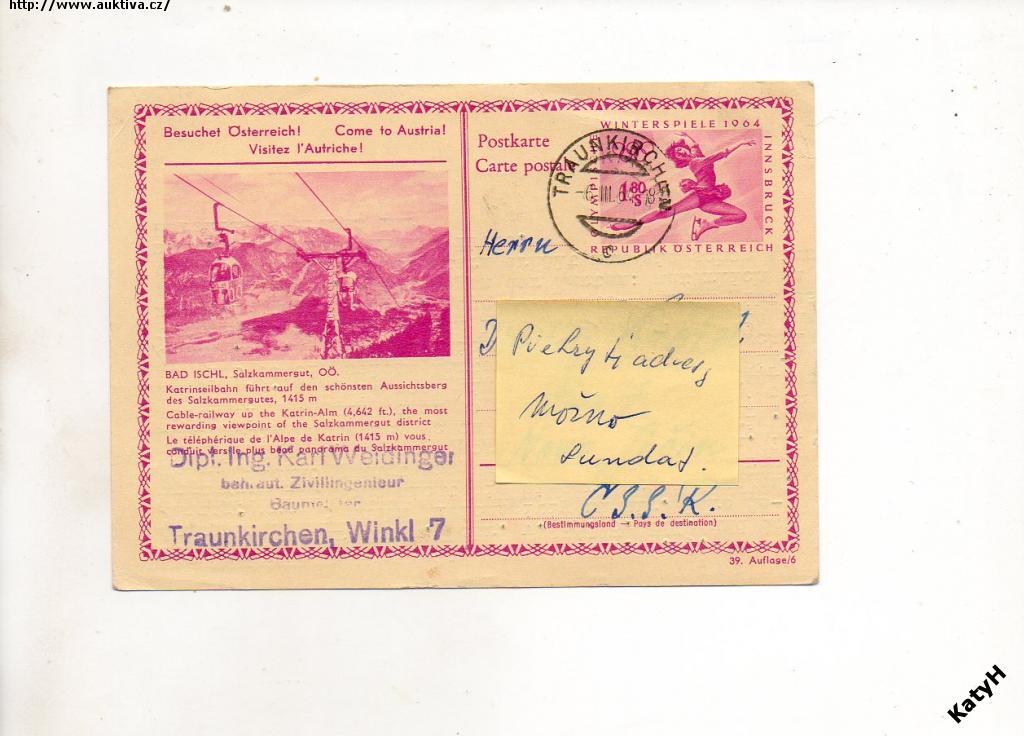 http://www.auktiva.cz/
Besuchet Österreich! Come to Austria!
Visitez l'Autriche!
BAD ISCHL, Salzkammergut, OÖ.
Katrinseilbahn führt auf den schönsten Aussichtsberg
des Salzkammergutes, 1415 m
Cable-railway up the Katrin-Alm (4,642 ft.), the most
rewarding viewpoint of the Salzkammergut district
Le téléphérique de l'Alpe de Katrin (1415 m) vous
conduit vers le plus beau panorama du Salzkammergut
Dipl. Ing. Karl Weidinger
beh. aut. Zivilingenieur
Traunkirchen, Winkl 7
Postkarte
Carte postale
WINTERSPIELE 1964
INNSBRUCK
REPUBLIK ÖSTERREICH
1.80
S
TRAUNKIRCHEN
Herrn
adres,
možno
sundat.
Č.S.S.R.
(Bestimmungsland — Pays de destination)
39. Auflage/6
KatyH